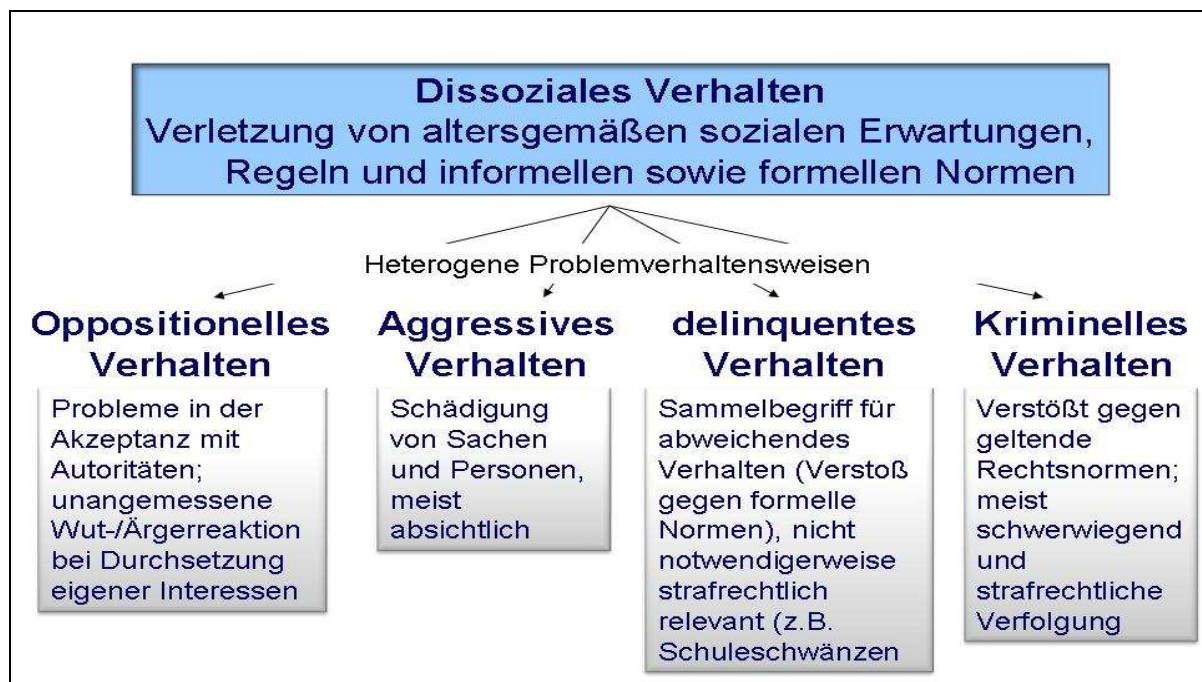 Dissoziales Verhalten
Verletzung von altersgemäßen sozialen Erwartungen,
Regeln und informellen sowie formellen Normen
Heterogene Problemverhaltensweisen
Oppositionelles
Verhalten
Probleme in der
Akzeptanz mit
Autoritäten;
unangemessene
Wut-/Ärgerreaktion
bei Durchsetzung
eigener Interessen
Aggressives
Verhalten
Schädigung
von Sachen
und Personen,
meist
absichtlich
delinquentes
Verhalten
Sammelbegriff für
abweichendes
Verhalten (Verstoß
gegen formelle
Normen), nicht
notwendigerweise
strafrechtlich
relevant (z.B.
Schuleschwänzen
Kriminelles
Verhalten
Verstößt gegen
geltende
Rechtsnormen;
meist
schwerwiegend
und
strafrechtliche
Verfolgung